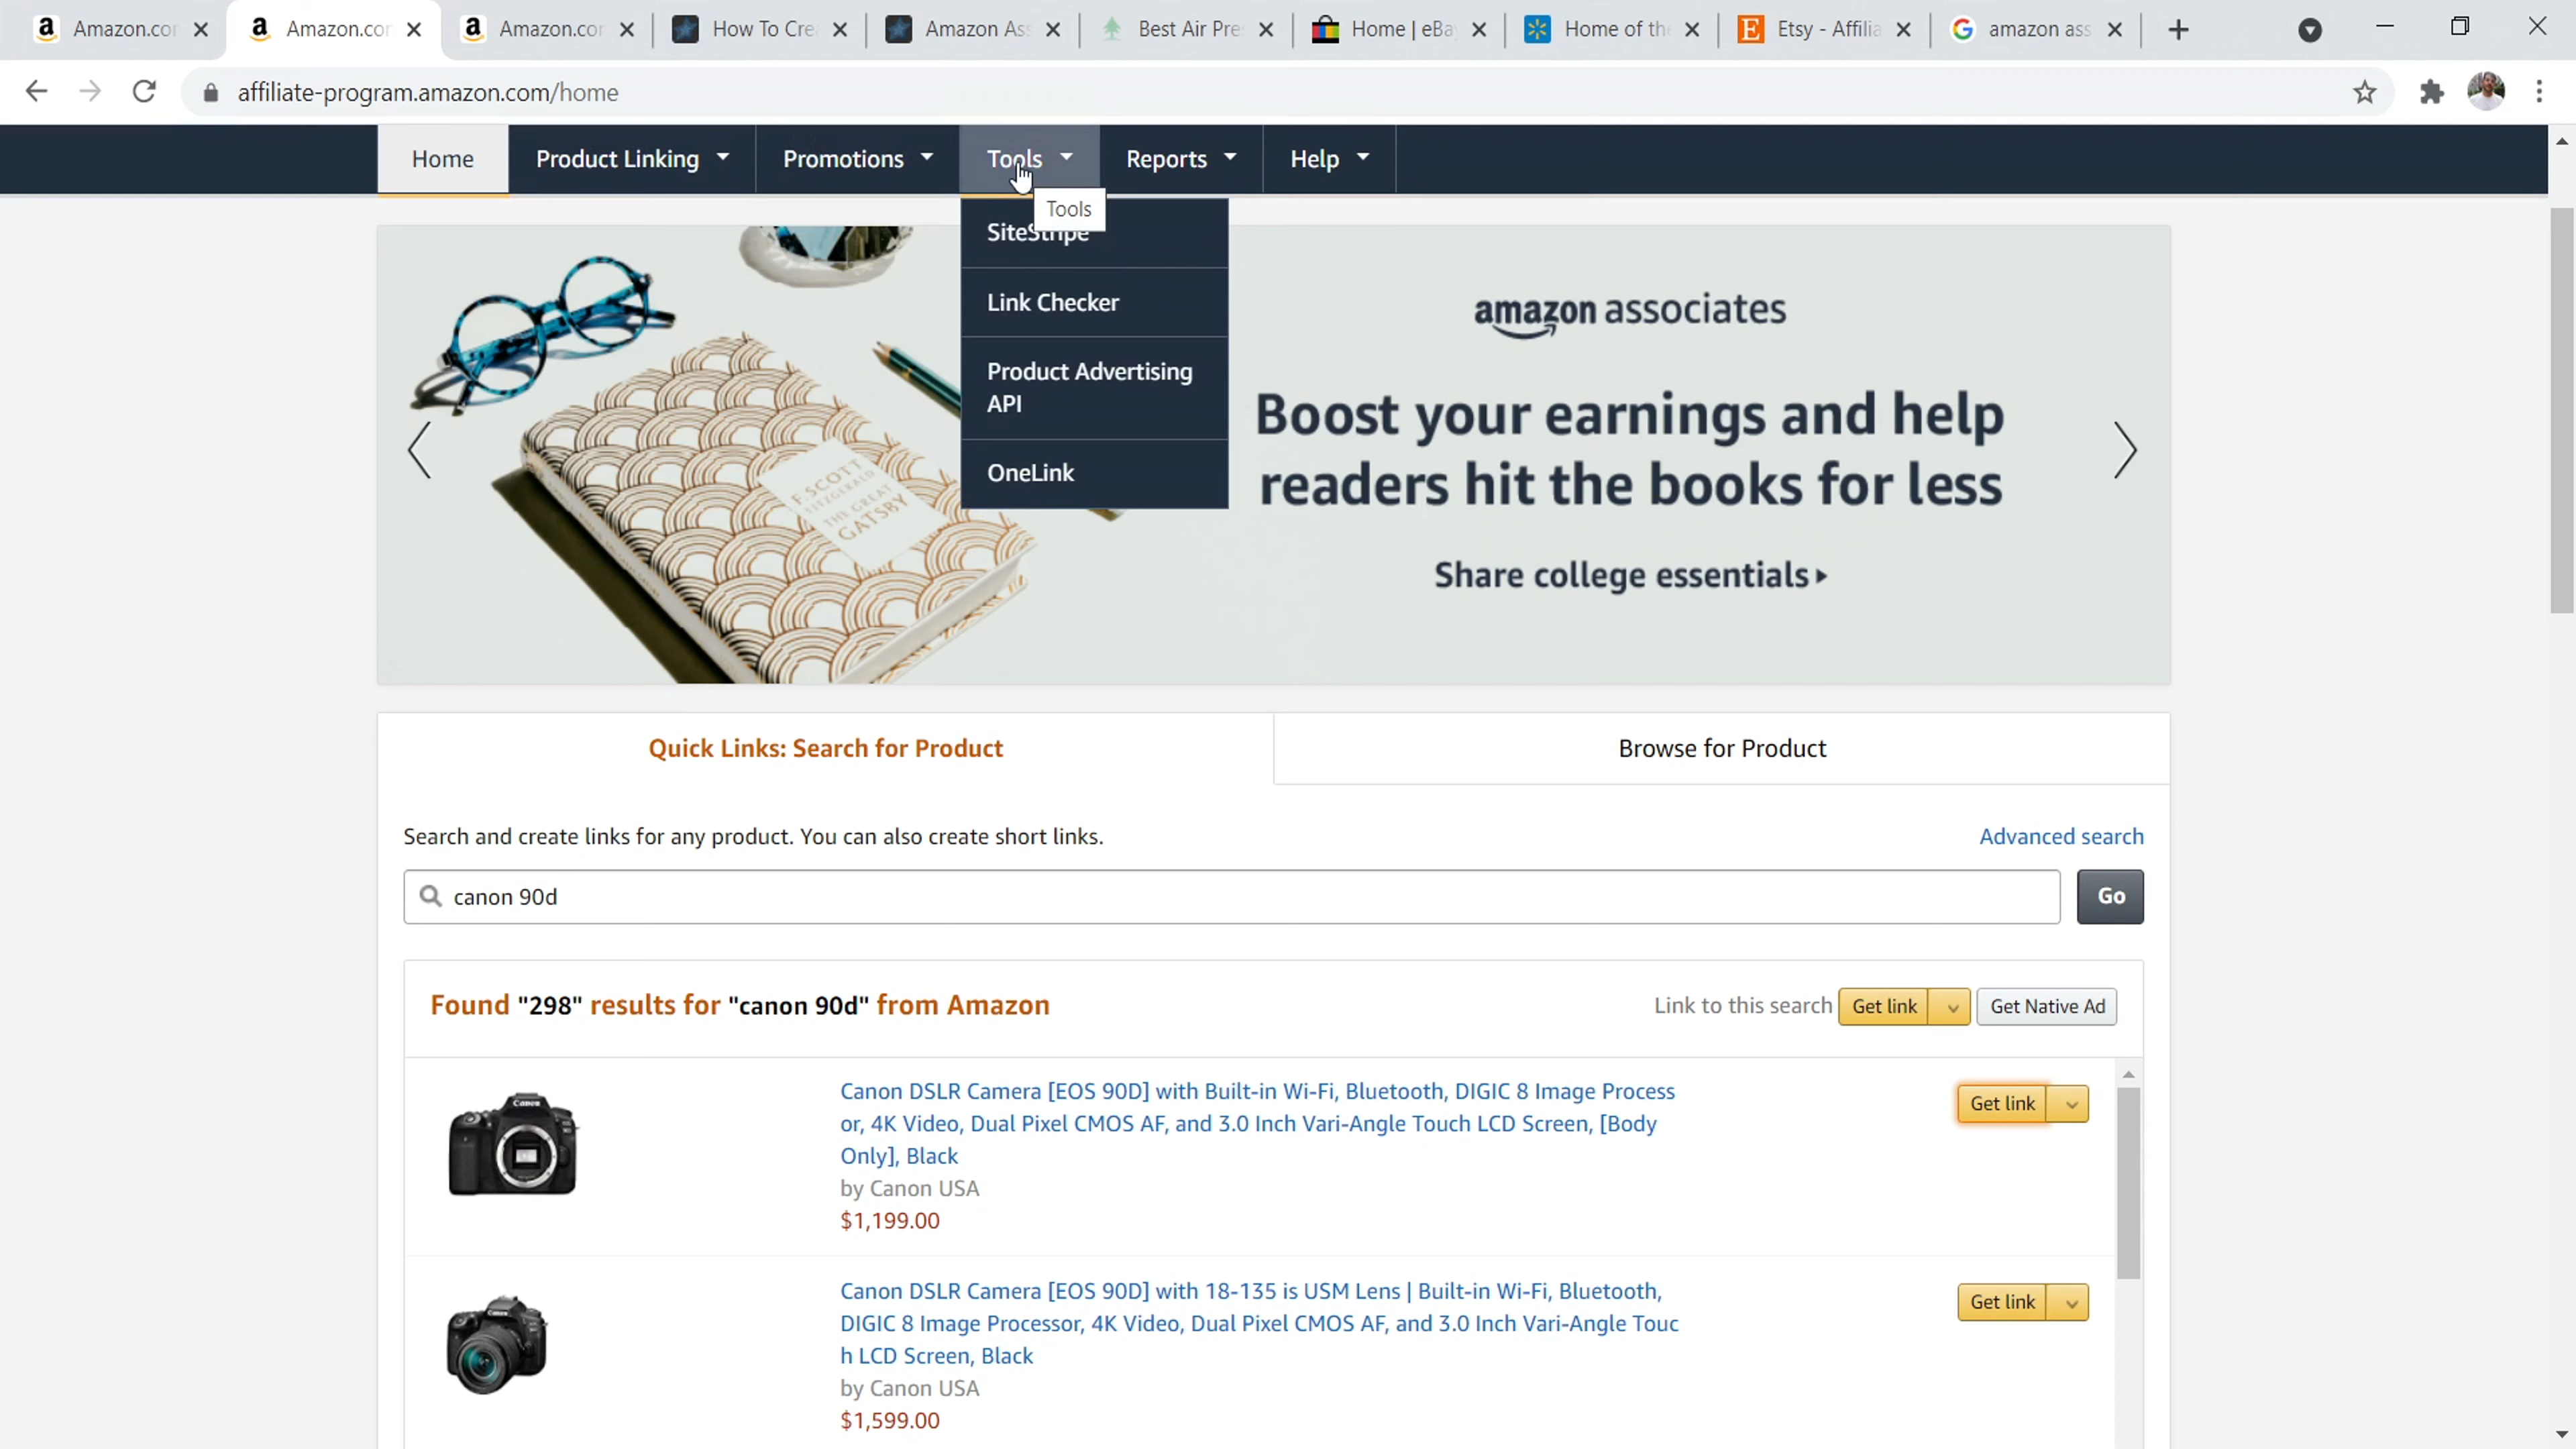 Amazon.cor
Amazon.cor
Amazon.co
How To Cre
Amazon As
Best Air Pre
Home | eBa
Home of th
Etsy - Affilia
amazon ass
affiliate-program.amazon.com/home
Home
Product Linking
Promotions
Tools
Reports
Help
Tools
SiteStripe
Link Checker
Product Advertising
API
OneLink
F. SCOTT
FITZGERALD
THE GREAT
GATSBY
amazon associates
Boost your earnings and help
readers hit the books for less
Share college essentials
Quick Links: Search for Product
Browse for Product
Search and create links for any product. You can also create short links.
Advanced search
canon 90d
Go
Found "298" results for "canon 90d" from Amazon
Link to this search
Get link
Get Native Ad
Canon DSLR Camera [EOS 90D] with Built-in Wi-Fi, Bluetooth, DIGIC 8 Image Process
or, 4K Video, Dual Pixel CMOS AF, and 3.0 Inch Vari-Angle Touch LCD Screen, [Body
Only], Black
by Canon USA
$1,199.00
Get link
Canon DSLR Camera [EOS 90D] with 18-135 is USM Lens | Built-in Wi-Fi, Bluetooth,
DIGIC 8 Image Processor, 4K Video, Dual Pixel CMOS AF, and 3.0 Inch Vari-Angle Touc
h LCD Screen, Black
by Canon USA
$1,599.00
Get link